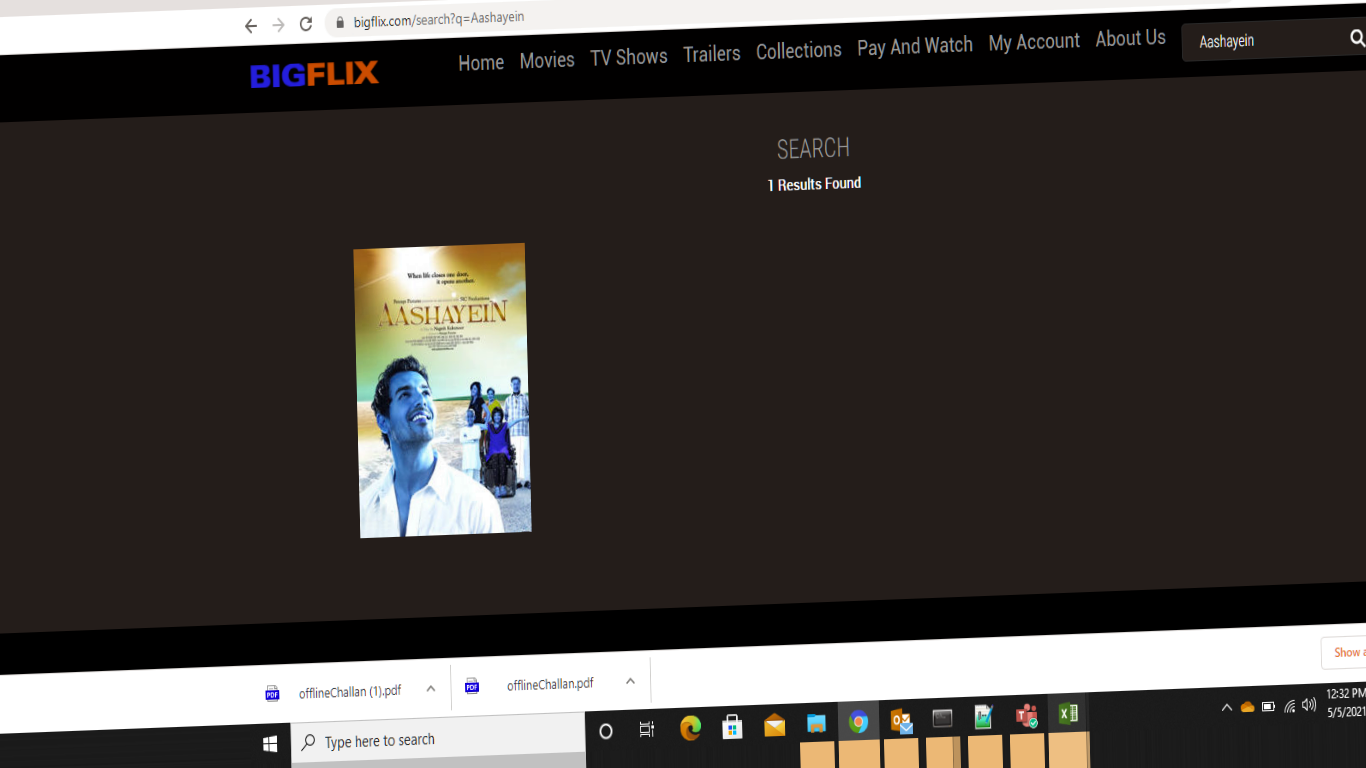 bigflix.com/search?q=Aashayein
BIGFLIX
Home Movies TV Shows Trailers Collections Pay And Watch My Account About Us
Aashayein
SEARCH
1 Results Found
When life closes one door,
it opens another.
AASHAYEIN
offlineChallan (1).pdf
offlineChallan.pdf
Show a
Type here to search
12:32 PM
5/5/2021